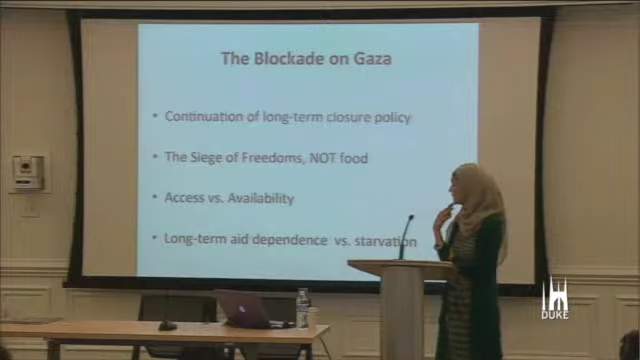 The Blockade on Gaza
• Continuation of long-term closure policy
• The Siege of Freedoms, NOT food
• Access vs. Availability
• Long-term aid dependence vs. starvation
DUKE